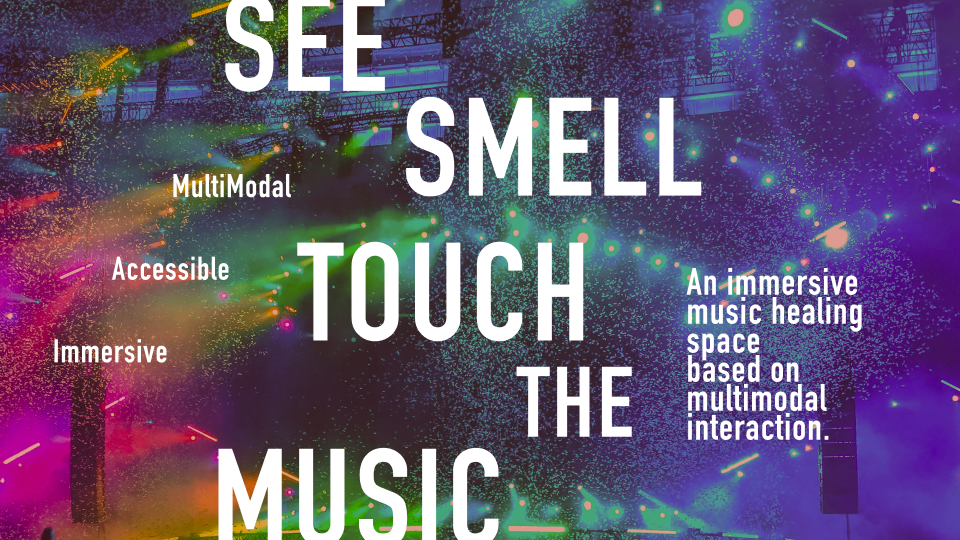 SEE
SMELL
MultiModal
TOUCH
Accessible
An immersive
music healing
space
based on
multimodal
interaction.
Immersive
THE
MUSIC